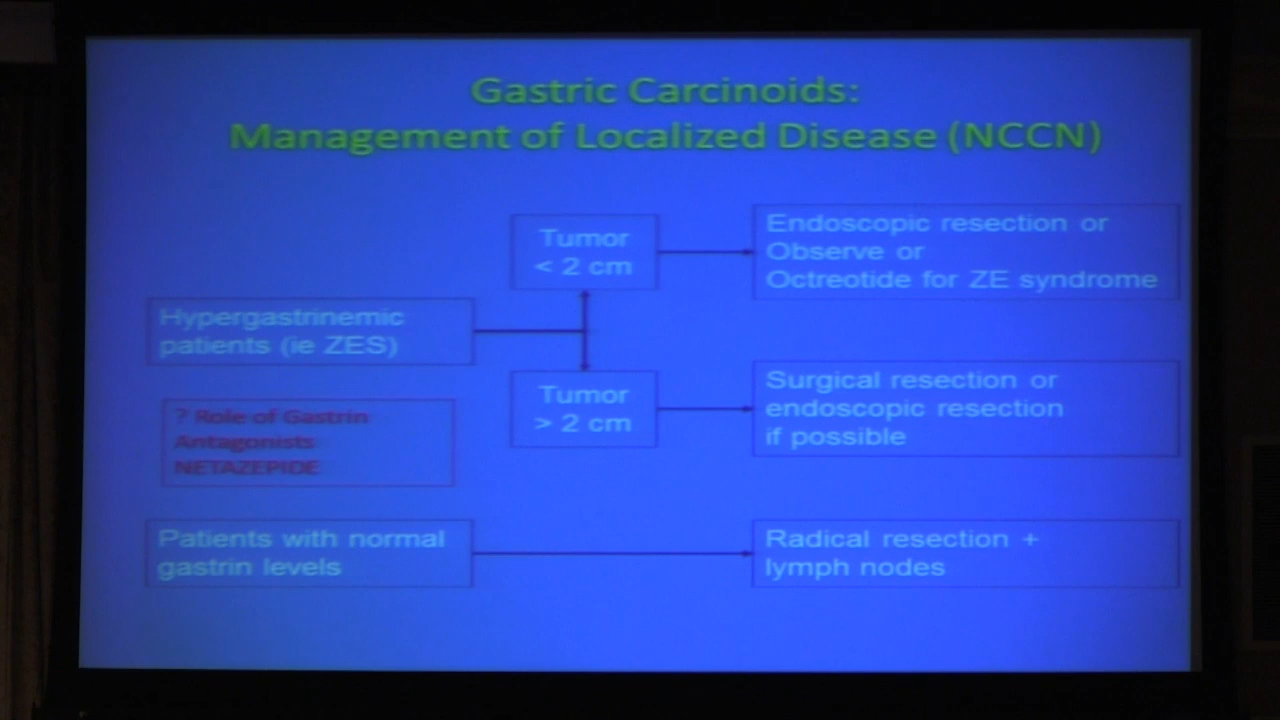 Gastric Carcinoids:
Management of Localized Disease (NCCN)
Tumor
< 2 cm
Endoscopic resection or
Observe or
Octreotide for ZE syndrome
Hypergastrinemic
patients (ie ZES)
Tumor
> 2 cm
Surgical resection or
endoscopic resection
if possible
? Role of Gastrin
Antagonists
NETAZEPIDE
Patients with normal
gastrin levels
Radical resection +
lymph nodes